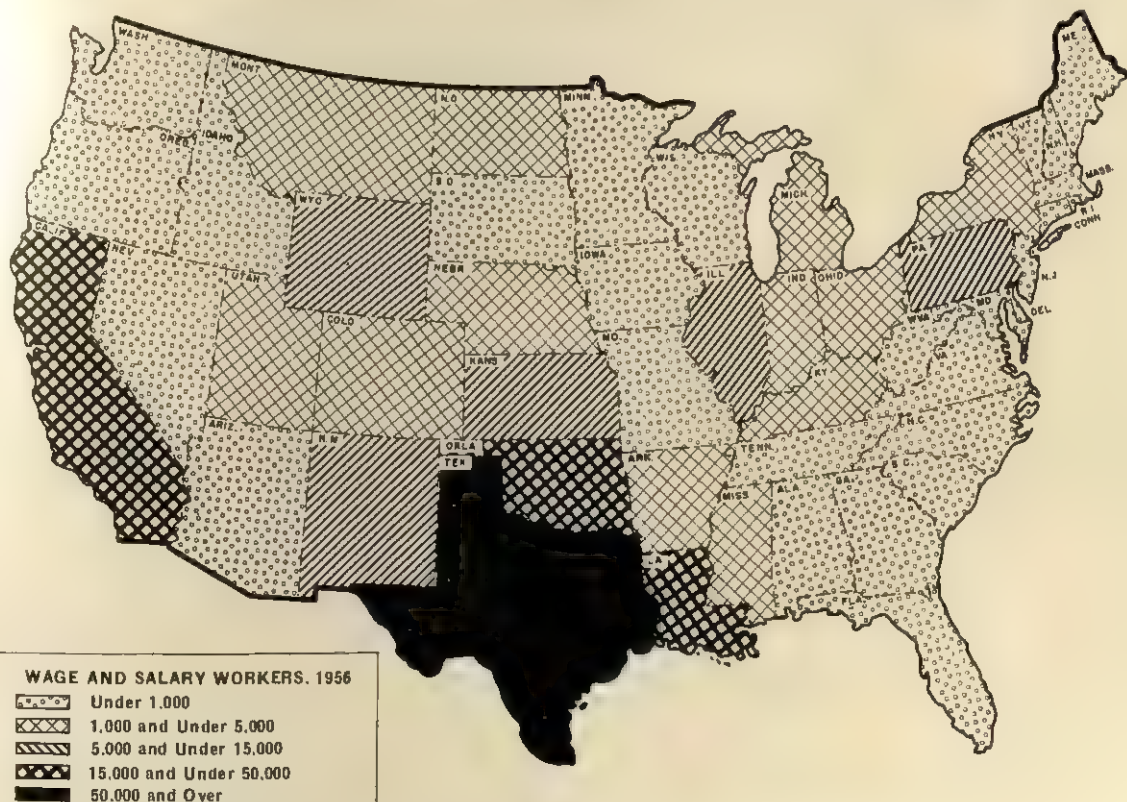 WASH
MONT
N.D
MINN
ME
OREG
IDAHO
WIS
MICH
N.Y
VT
N.H
MASS
R I
CONN
CALIF
NEV
WYO
S D
UTAH
NEBR
IOWA
ILL
IND
OHIO
PA
N.J
MD
DEL
W.VA
VA
COLO
KANS
MO
KY
ARIZ
N.M
ORLA
TEX
ARK
TENN
N.C
S.C.
MISS
ALA
GA.
LA
FLA
WAGE AND SALARY WORKERS, 1956
Under 1,000
1,000 and Under 5,000
5,000 and Under 15,000
15,000 and Under 50,000
50,000 and Over